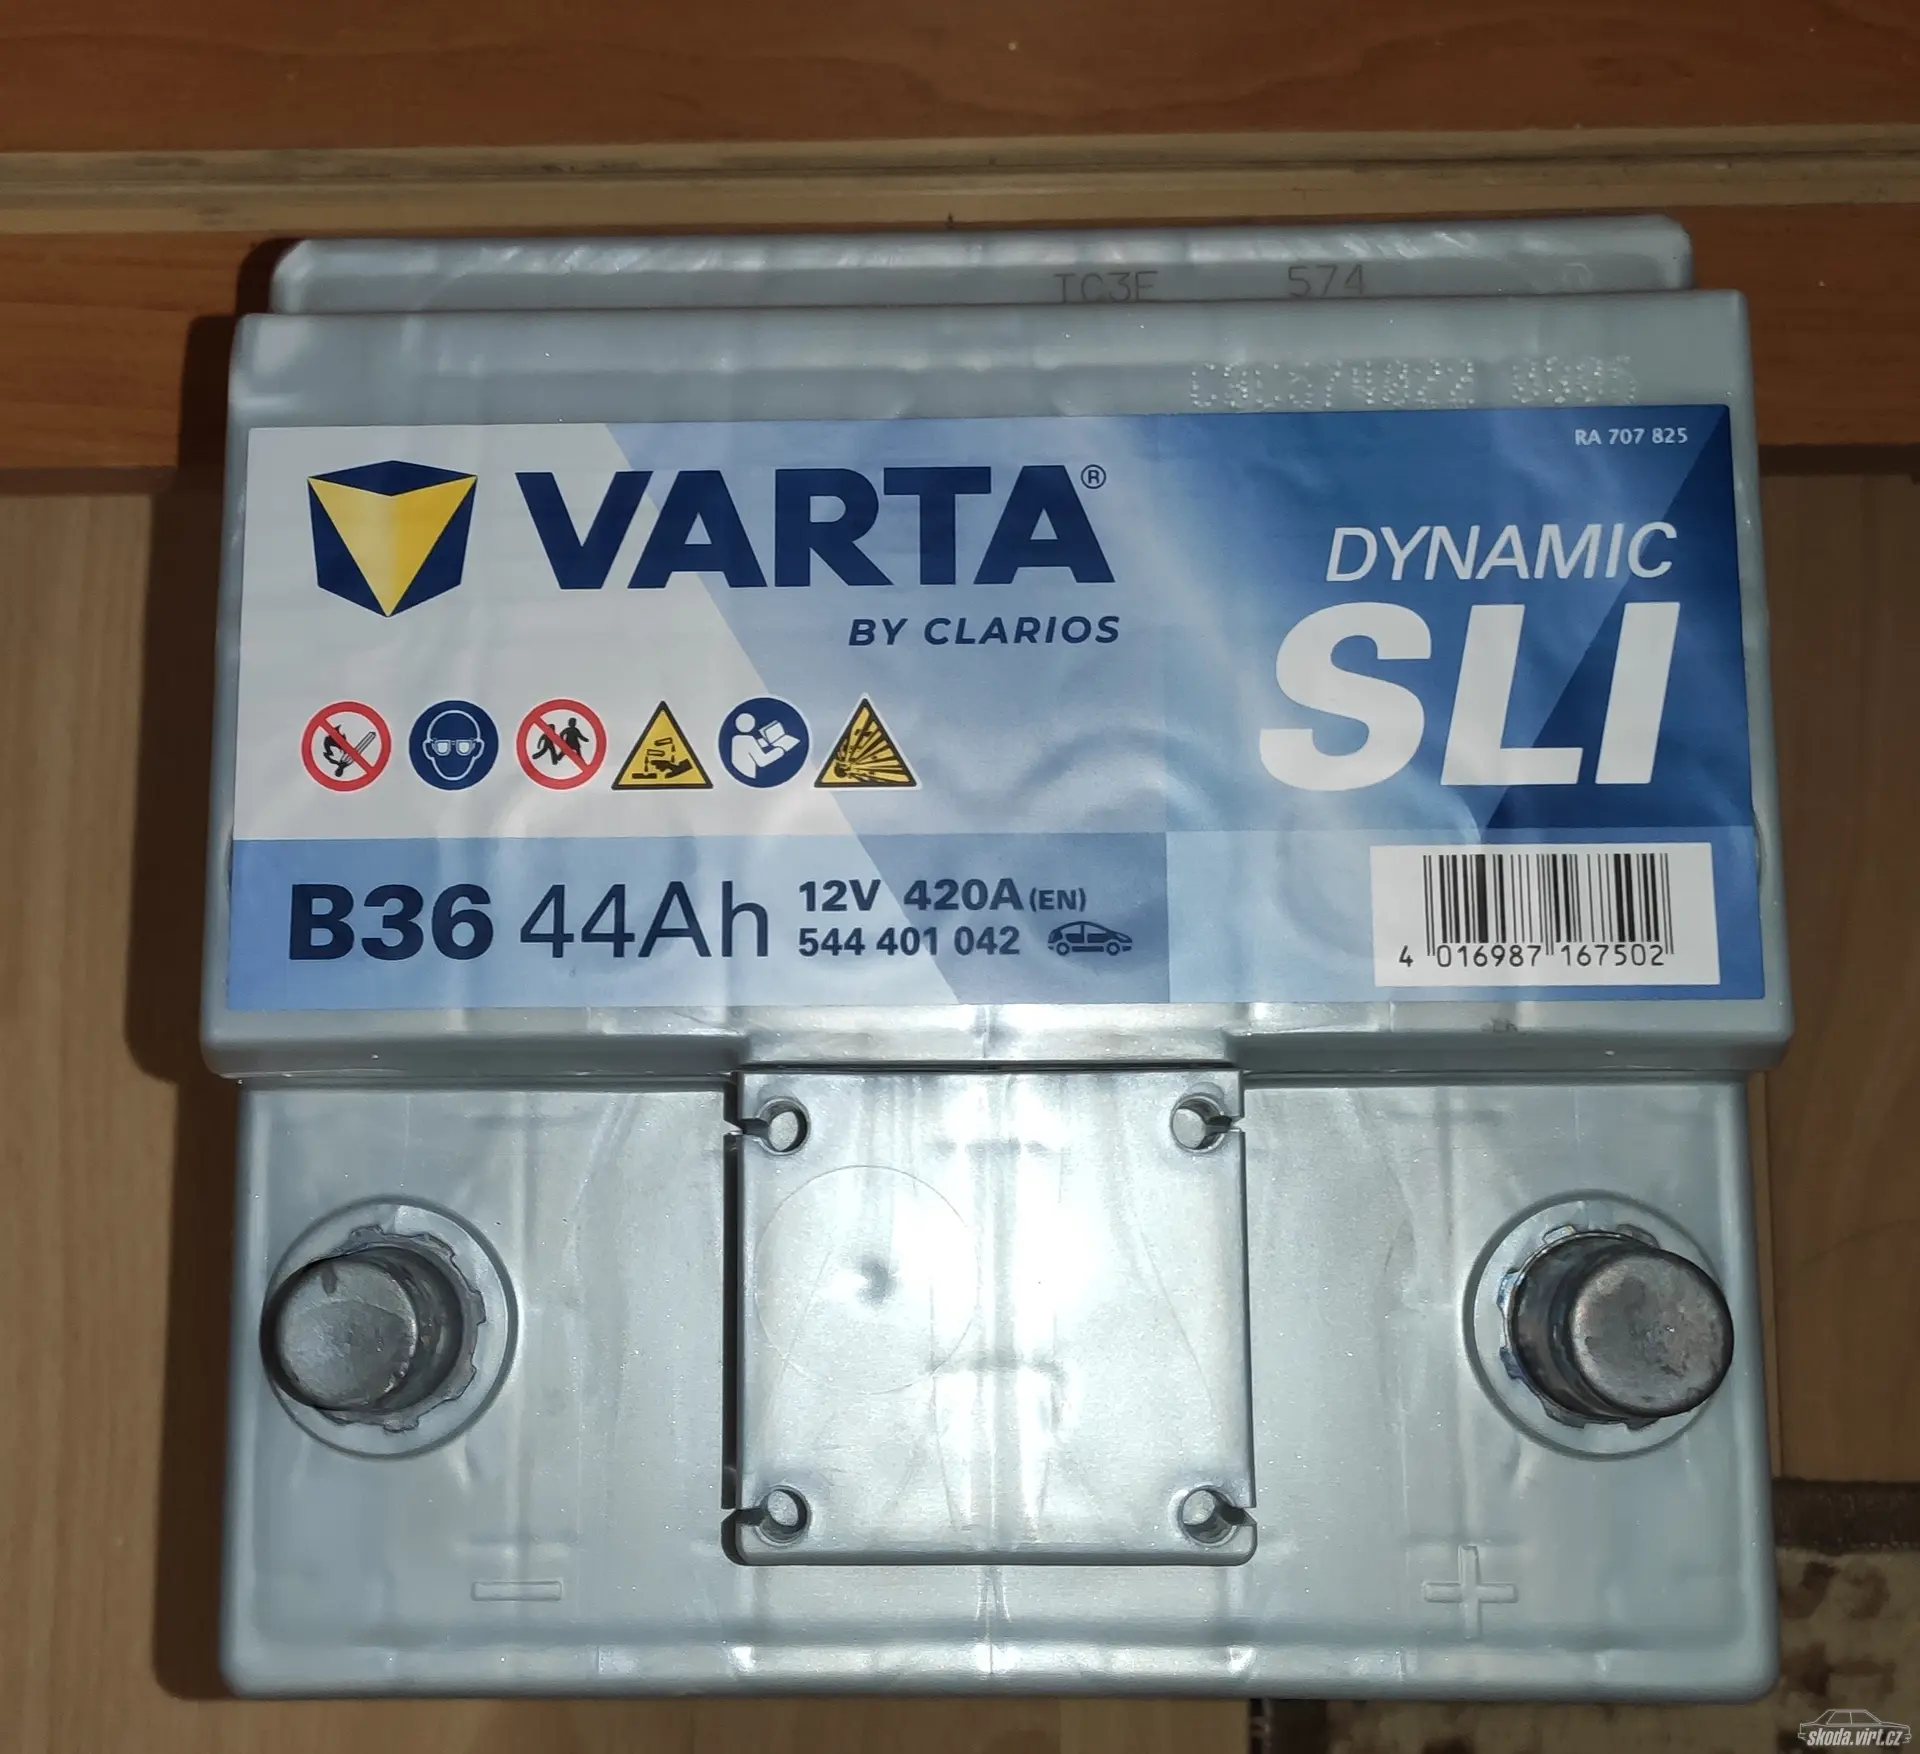 TC3E 574
RA 707 825
VARTA®
BY CLARIOS
DYNAMIC
SLI
B36 44Ah 12V 420A (EN)
544 401 042
4 016987 167502
skoda.virt.cz